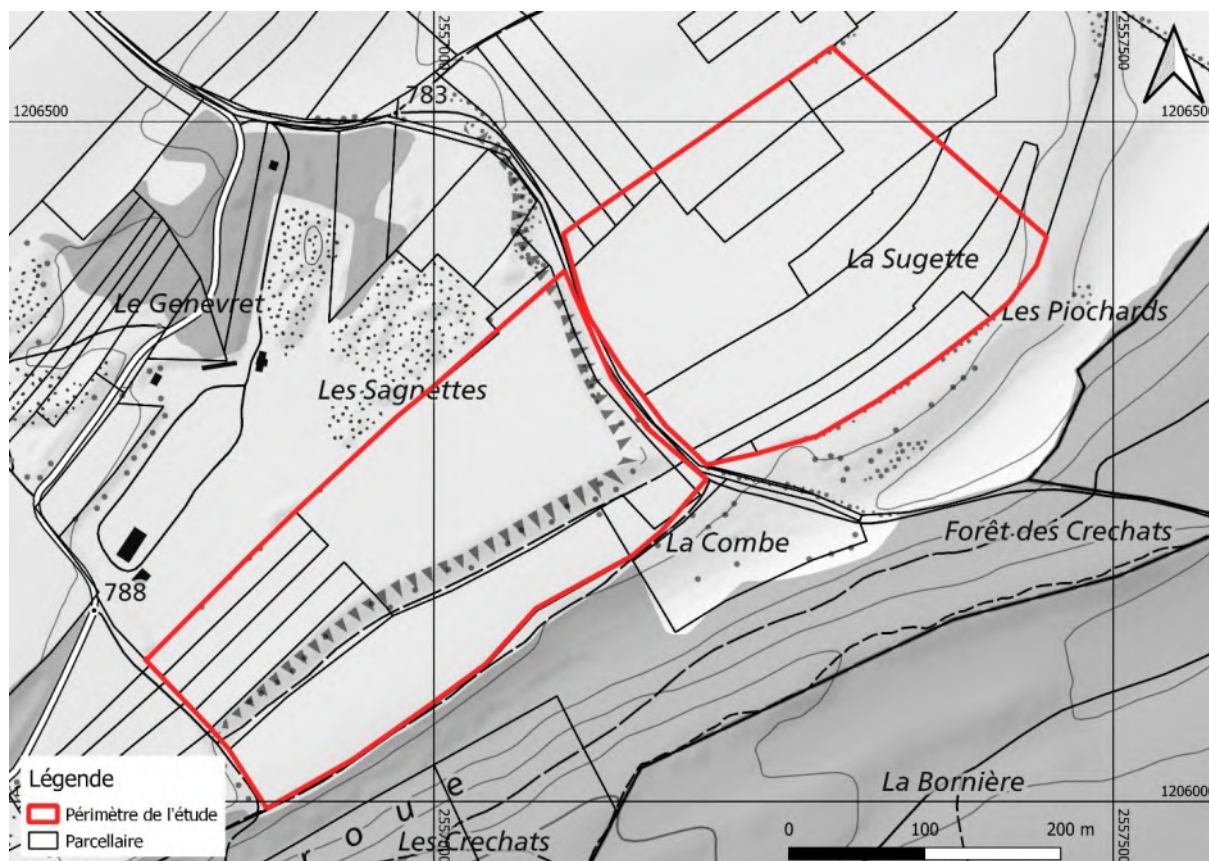 2557000
2557500
783
1206500
1206500
La Sugette
Le Genevret
Les Piochards
Les Sagnettes
La Combe
Forêt des Crechats
788
Légende
Périmètre de l'étude
Parcellaire
La Bornière
1206000
r o u e
Les Crechats
0 100 200 m
2557500